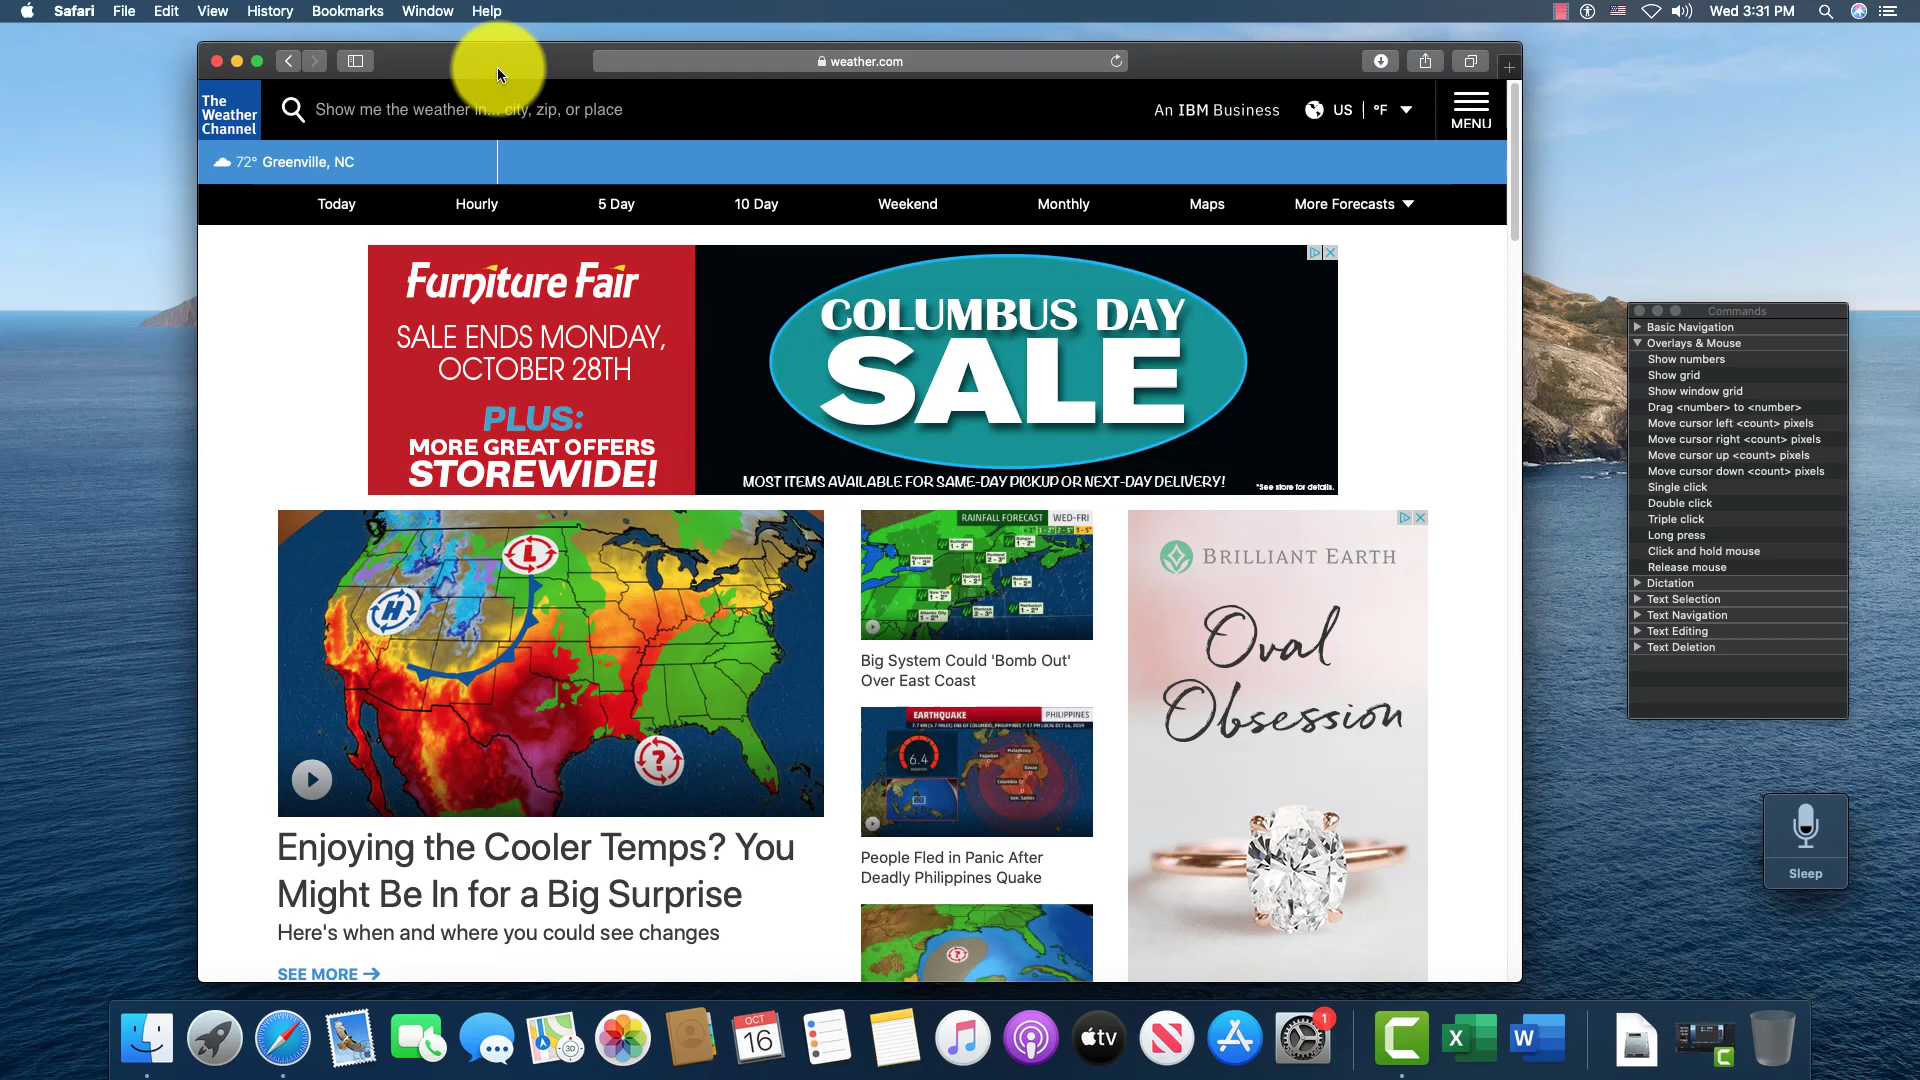 Safari File Edit View History Bookmarks Window Help
Wed 3:31 PM
weather.com
The
Weather
Channel
Show me the weather in... city, zip, or place
An IBM Business
US
°F
MENU
72° Greenville, NC
Today Hourly 5 Day 10 Day Weekend Monthly Maps More Forecasts
Furniture Fair
SALE ENDS MONDAY,
OCTOBER 28TH
PLUS:
MORE GREAT OFFERS
STOREWIDE!
COLUMBUS DAY
SALE
MOST ITEMS AVAILABLE FOR SAME-DAY PICKUP OR NEXT-DAY DELIVERY!
*See store for details.
L
H
?
Enjoying the Cooler Temps? You
Might Be In for a Big Surprise
Here's when and where you could see changes
SEE MORE
RAINFALL FORECAST WED-FRI
Big System Could 'Bomb Out'
Over East Coast
EARTHQUAKE PHILIPPINES
6.4
People Fled in Panic After
Deadly Philippines Quake
?
BRILLIANT EARTH
Oval
Obsession
Commands
Basic Navigation
Overlays & Mouse
Show numbers
Show grid
Show window grid
Drag <number> to <number>
Move cursor left <count> pixels
Move cursor right <count> pixels
Move cursor up <count> pixels
Move cursor down <count> pixels
Single click
Double click
Triple click
Long press
Click and hold mouse
Release mouse
Dictation
Text Selection
Text Navigation
Text Editing
Text Deletion
Sleep
3D
OCT
16
tv
1
C
X
W
C